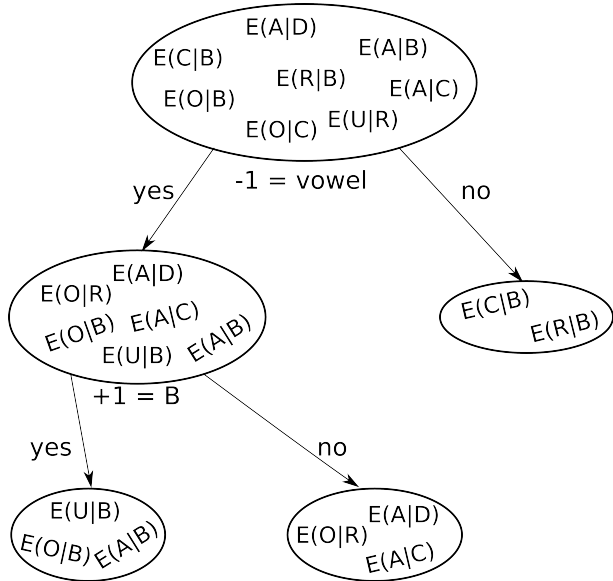 E(A|D)
E(C|B)
E(A|B)
E(R|B)
E(A|C)
E(O|B)
E(U|R)
E(O|C)
-1 = vowel
yes
no
E(A|D)
E(O|R)
E(A|C)
E(O|B)
E(A|B)
E(U|B)
E(C|B)
E(R|B)
+1 = B
yes
no
E(U|B)
E(O|B)
E(A|B)
E(A|D)
E(O|R)
E(A|C)